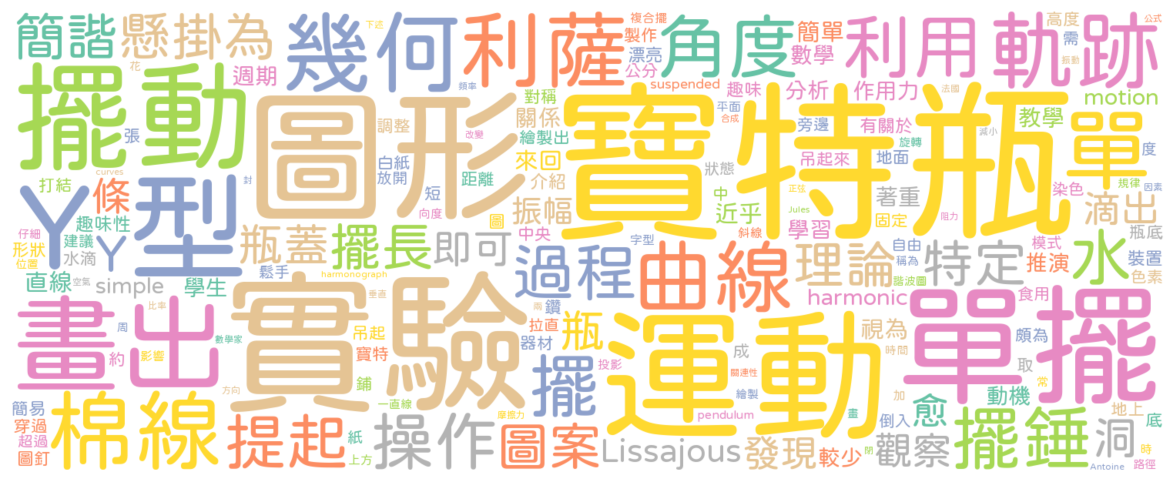 簡諧
懸掛為
幾何
利薩
複合擺
製作
漂亮
公分
角度
簡單
數學
利用
高度
需
軌跡
公式
振動
下述
花
擺動
週期
頻率
suspended
趣味
分析
作用力
法國
motion
張
圖形
調整
對稱
關係
繪製出
平面
合成
寶特瓶
旁邊
有關於
旋轉
減小
教學
單
改變
白紙
放開
短
距離
來回
介紹
狀態
吊起來
地面
度
curves
打結
條
封
向度
振幅
中
近乎
正弦
Jules
學習
著重
固定
阻力
染色
規律
因素
滴出
瓶底
Y
型
趣味性
仔細
形狀
位置
建議
水滴
Y
瓶蓋
擺長
即可
圖
中央
字型
斜線
理論
自由
稱為
特定
模式
推演
水
裝置
色素
直線
空氣
simple
學生
鬆手
harmonograph
垂直
過程
曲線
諧波圖
harmonic
食用
畫出
比率
周
數學家
約
影響
實驗
吊起
寶特
鋪
雨
鑽
拉直
器材
瓶
運動
視為
時間
單擺
頗為
取
常
方向
一直線
擺
投影
成
關連性
繪製
加
動機
地上
底
簡易
穿過
超過
圖釘
棉線
提起
紙
上方
操作
摩擦力
圖案
Lissajous
pendulum
發現
畫
較少
閉
倒入
愈
觀察
擺錘
洞
時
路徑
Antoine